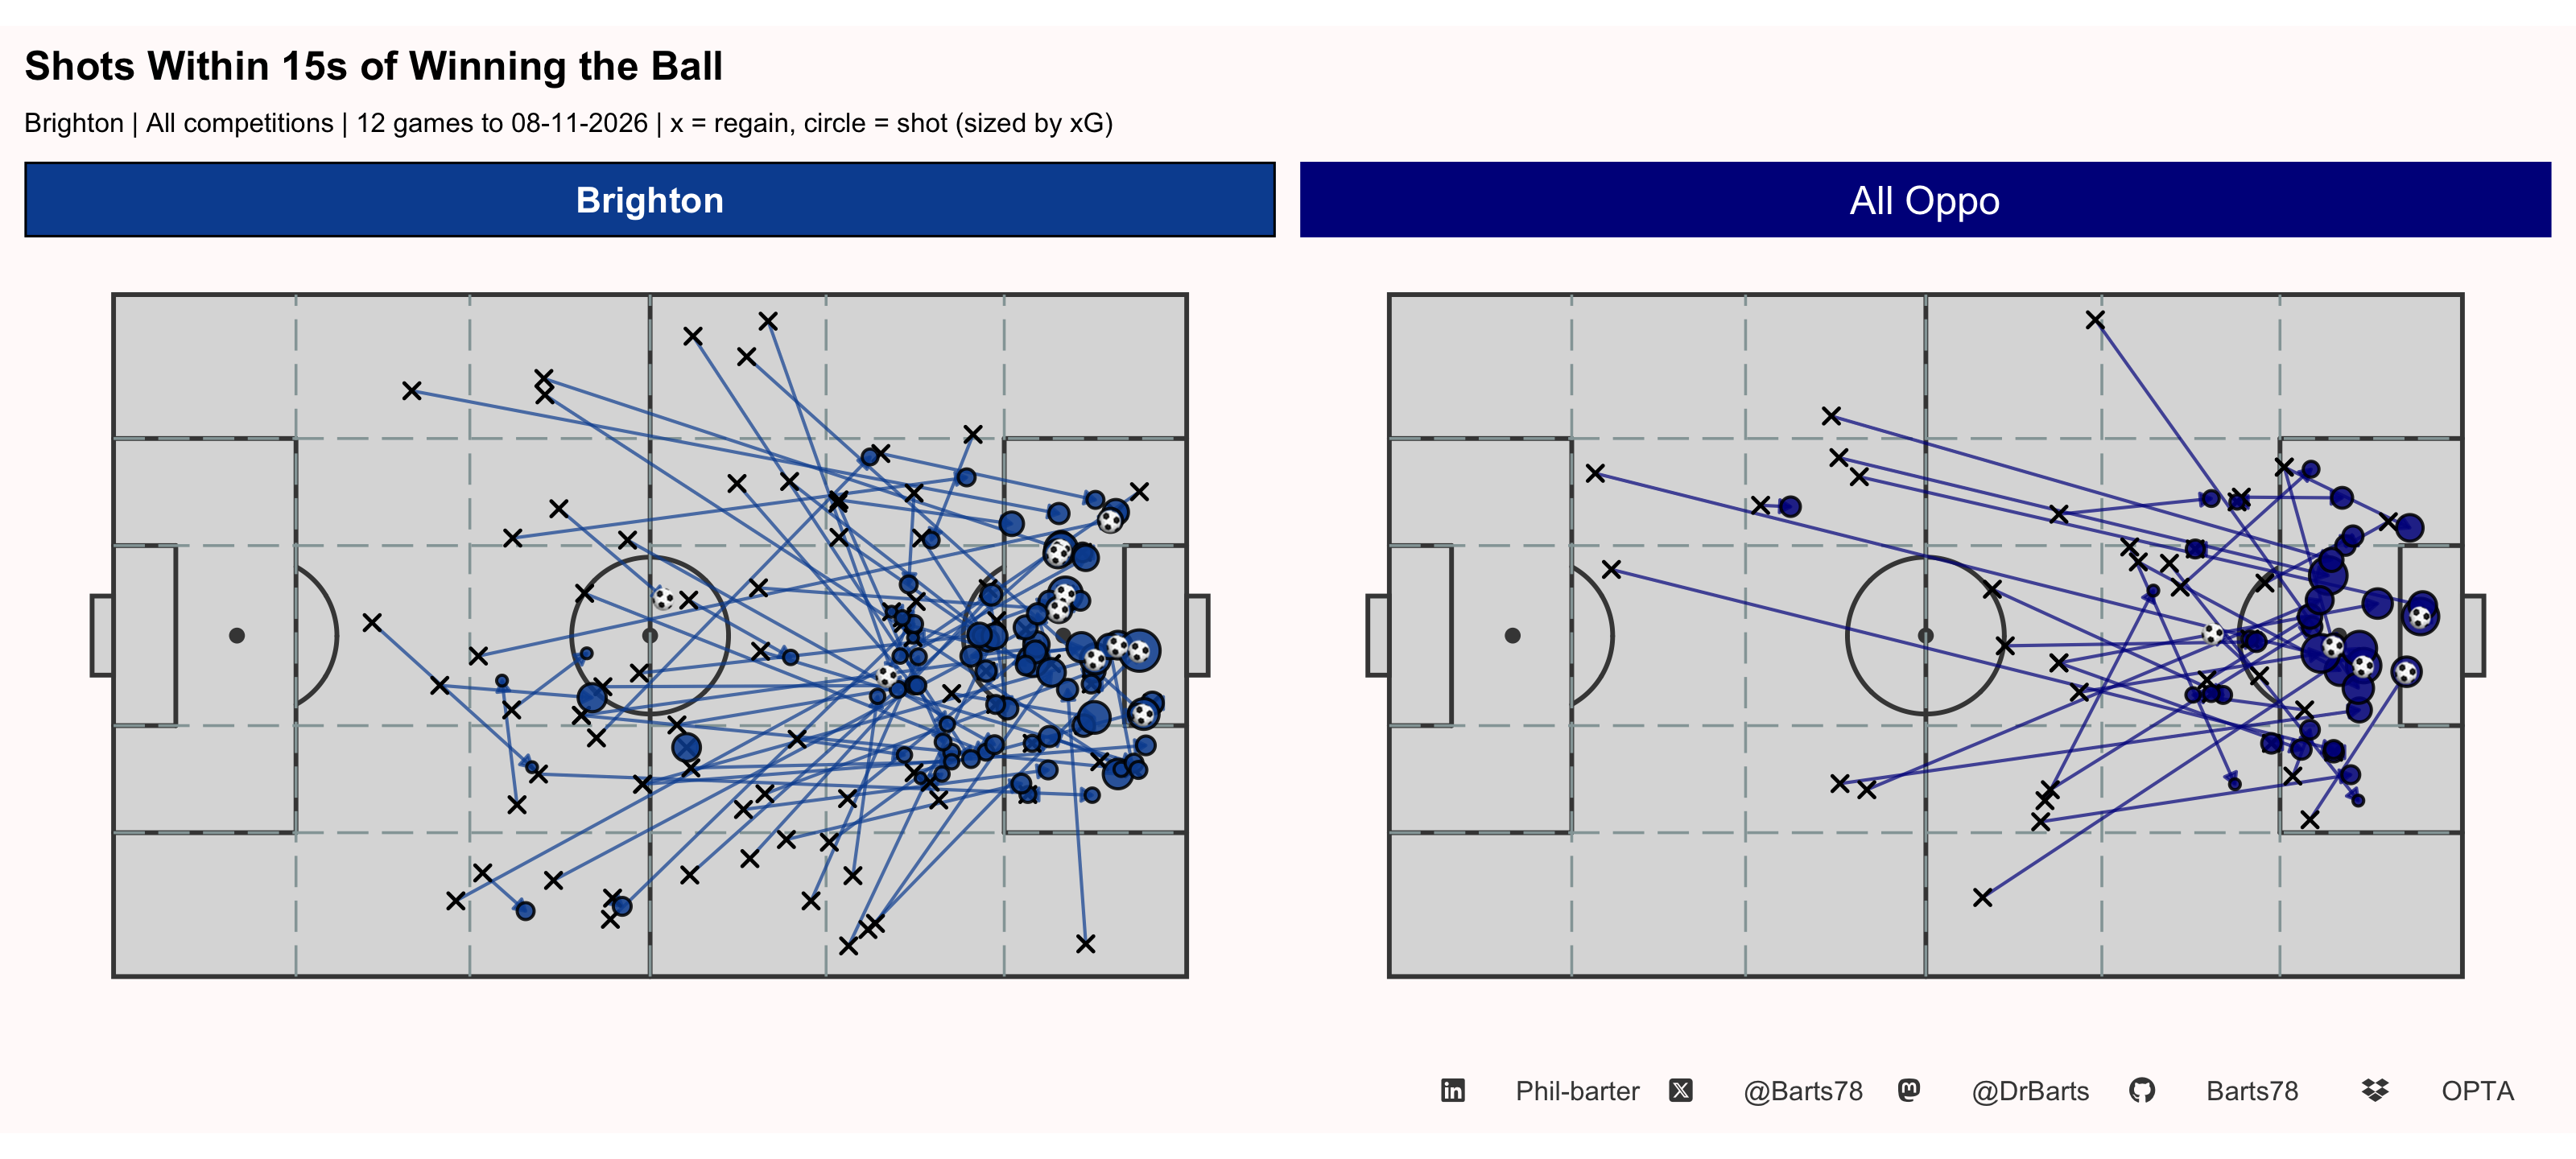 Shots Within 15s of Winning the Ball
Brighton | All competitions | 12 games to 08-11-2026 | x = regain, circle = shot (sized by xG)
Brighton
All Oppo
Phil-barter @Barts78 @DrBarts Barts78 OPTA